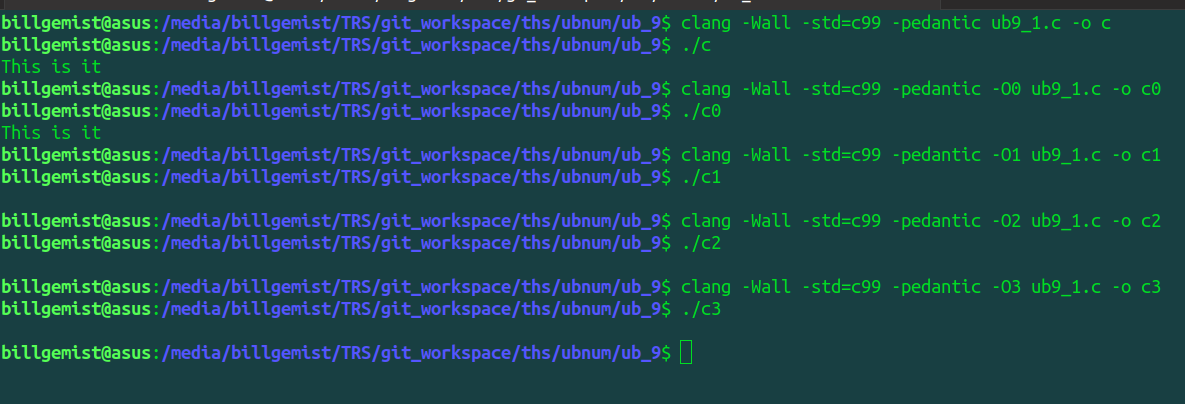 billgemist@asus:/media/billgemist/TRS/git_workspace/ths/ubnum/ub_9$ clang -Wall -std=c99 -pedantic ub9_1.c -o c
billgemist@asus:/media/billgemist/TRS/git_workspace/ths/ubnum/ub_9$ ./c
This is it
billgemist@asus:/media/billgemist/TRS/git_workspace/ths/ubnum/ub_9$ clang -Wall -std=c99 -pedantic -O0 ub9_1.c -o c0
billgemist@asus:/media/billgemist/TRS/git_workspace/ths/ubnum/ub_9$ ./c0
This is it
billgemist@asus:/media/billgemist/TRS/git_workspace/ths/ubnum/ub_9$ clang -Wall -std=c99 -pedantic -O1 ub9_1.c -o c1
billgemist@asus:/media/billgemist/TRS/git_workspace/ths/ubnum/ub_9$ ./c1
billgemist@asus:/media/billgemist/TRS/git_workspace/ths/ubnum/ub_9$ clang -Wall -std=c99 -pedantic -O2 ub9_1.c -o c2
billgemist@asus:/media/billgemist/TRS/git_workspace/ths/ubnum/ub_9$ ./c2
billgemist@asus:/media/billgemist/TRS/git_workspace/ths/ubnum/ub_9$ clang -Wall -std=c99 -pedantic -O3 ub9_1.c -o c3
billgemist@asus:/media/billgemist/TRS/git_workspace/ths/ubnum/ub_9$ ./c3
billgemist@asus:/media/billgemist/TRS/git_workspace/ths/ubnum/ub_9$